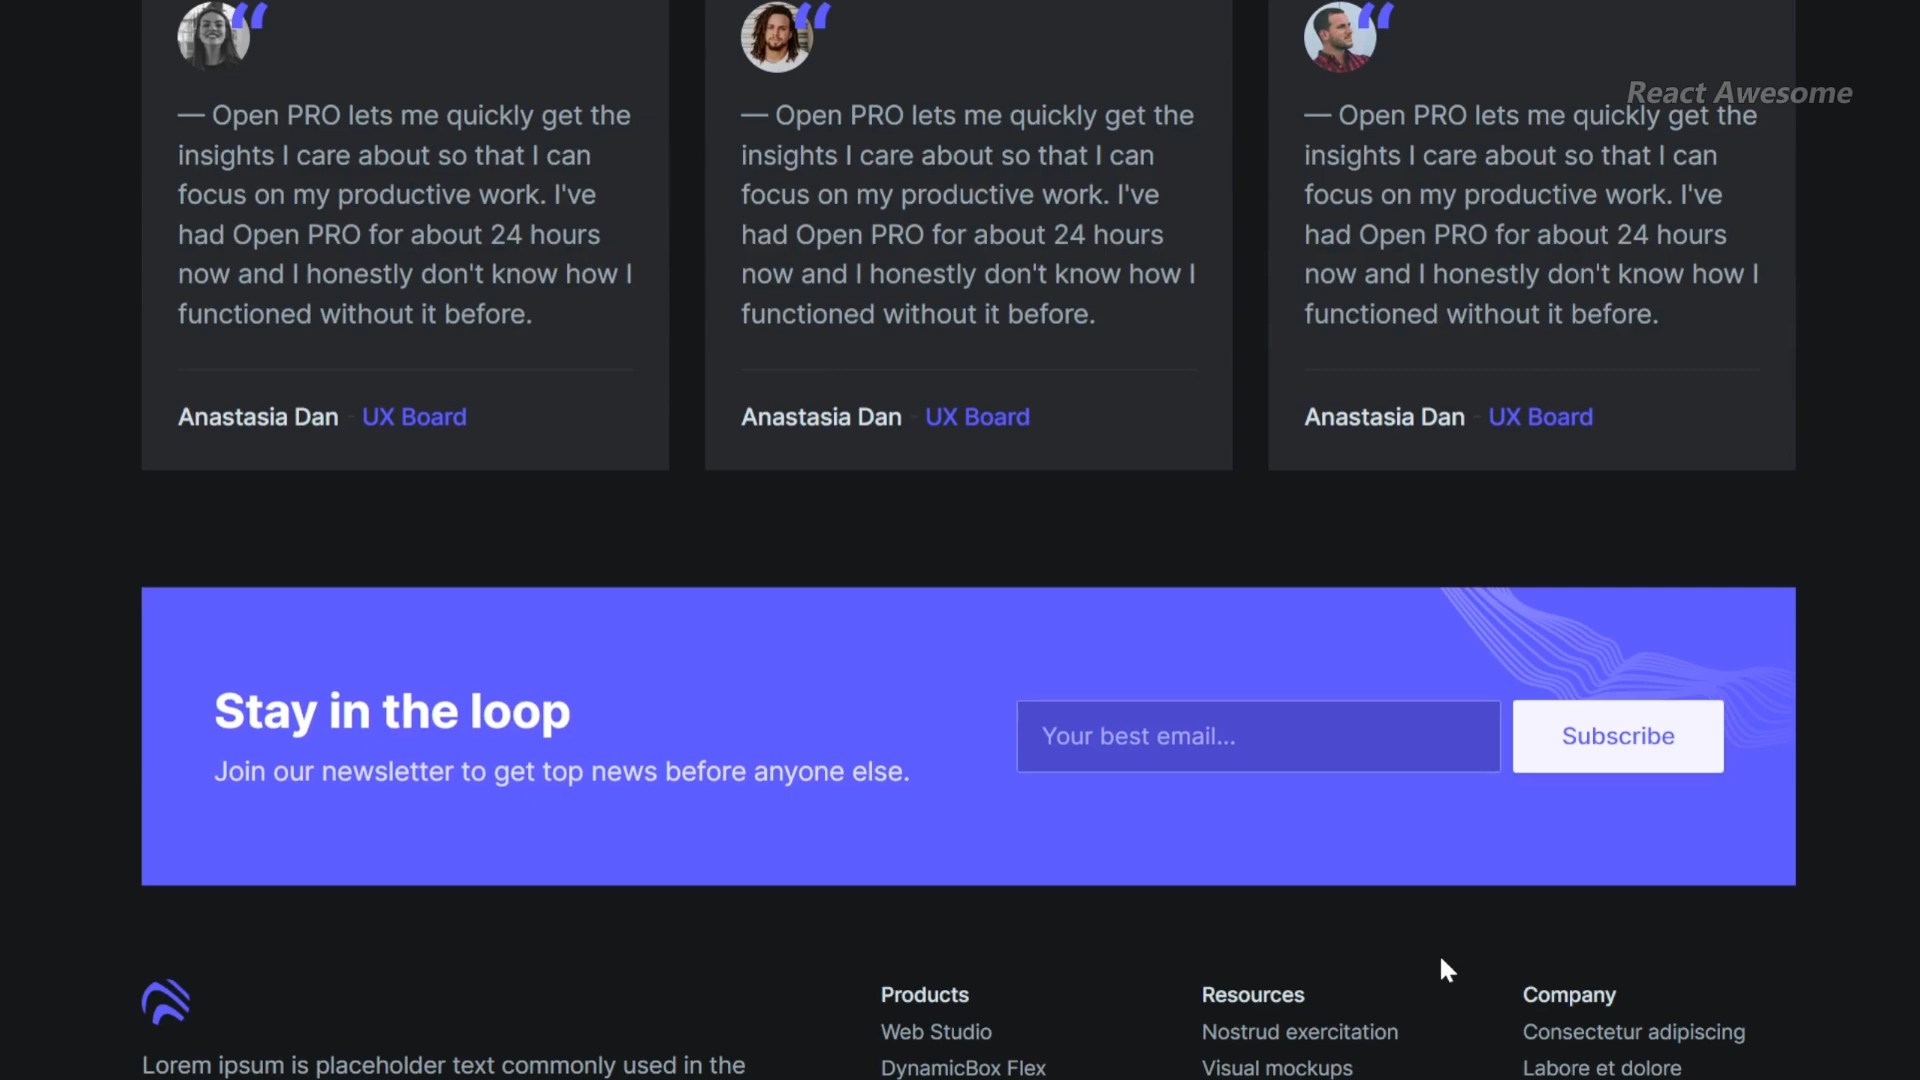 React Awesome
— Open PRO lets me quickly get the
insights I care about so that I can
focus on my productive work. I've
had Open PRO for about 24 hours
now and I honestly don't know how I
functioned without it before.
Anastasia Dan - UX Board
— Open PRO lets me quickly get the
insights I care about so that I can
focus on my productive work. I've
had Open PRO for about 24 hours
now and I honestly don't know how I
functioned without it before.
Anastasia Dan - UX Board
— Open PRO lets me quickly get the
insights I care about so that I can
focus on my productive work. I've
had Open PRO for about 24 hours
now and I honestly don't know how I
functioned without it before.
Anastasia Dan - UX Board
Stay in the loop
Join our newsletter to get top news before anyone else.
Your best email...
Subscribe
Lorem ipsum is placeholder text commonly used in the
Products
Web Studio
DynamicBox Flex
Resources
Nostrud exercitation
Visual mockups
Company
Consectetur adipiscing
Labore et dolore